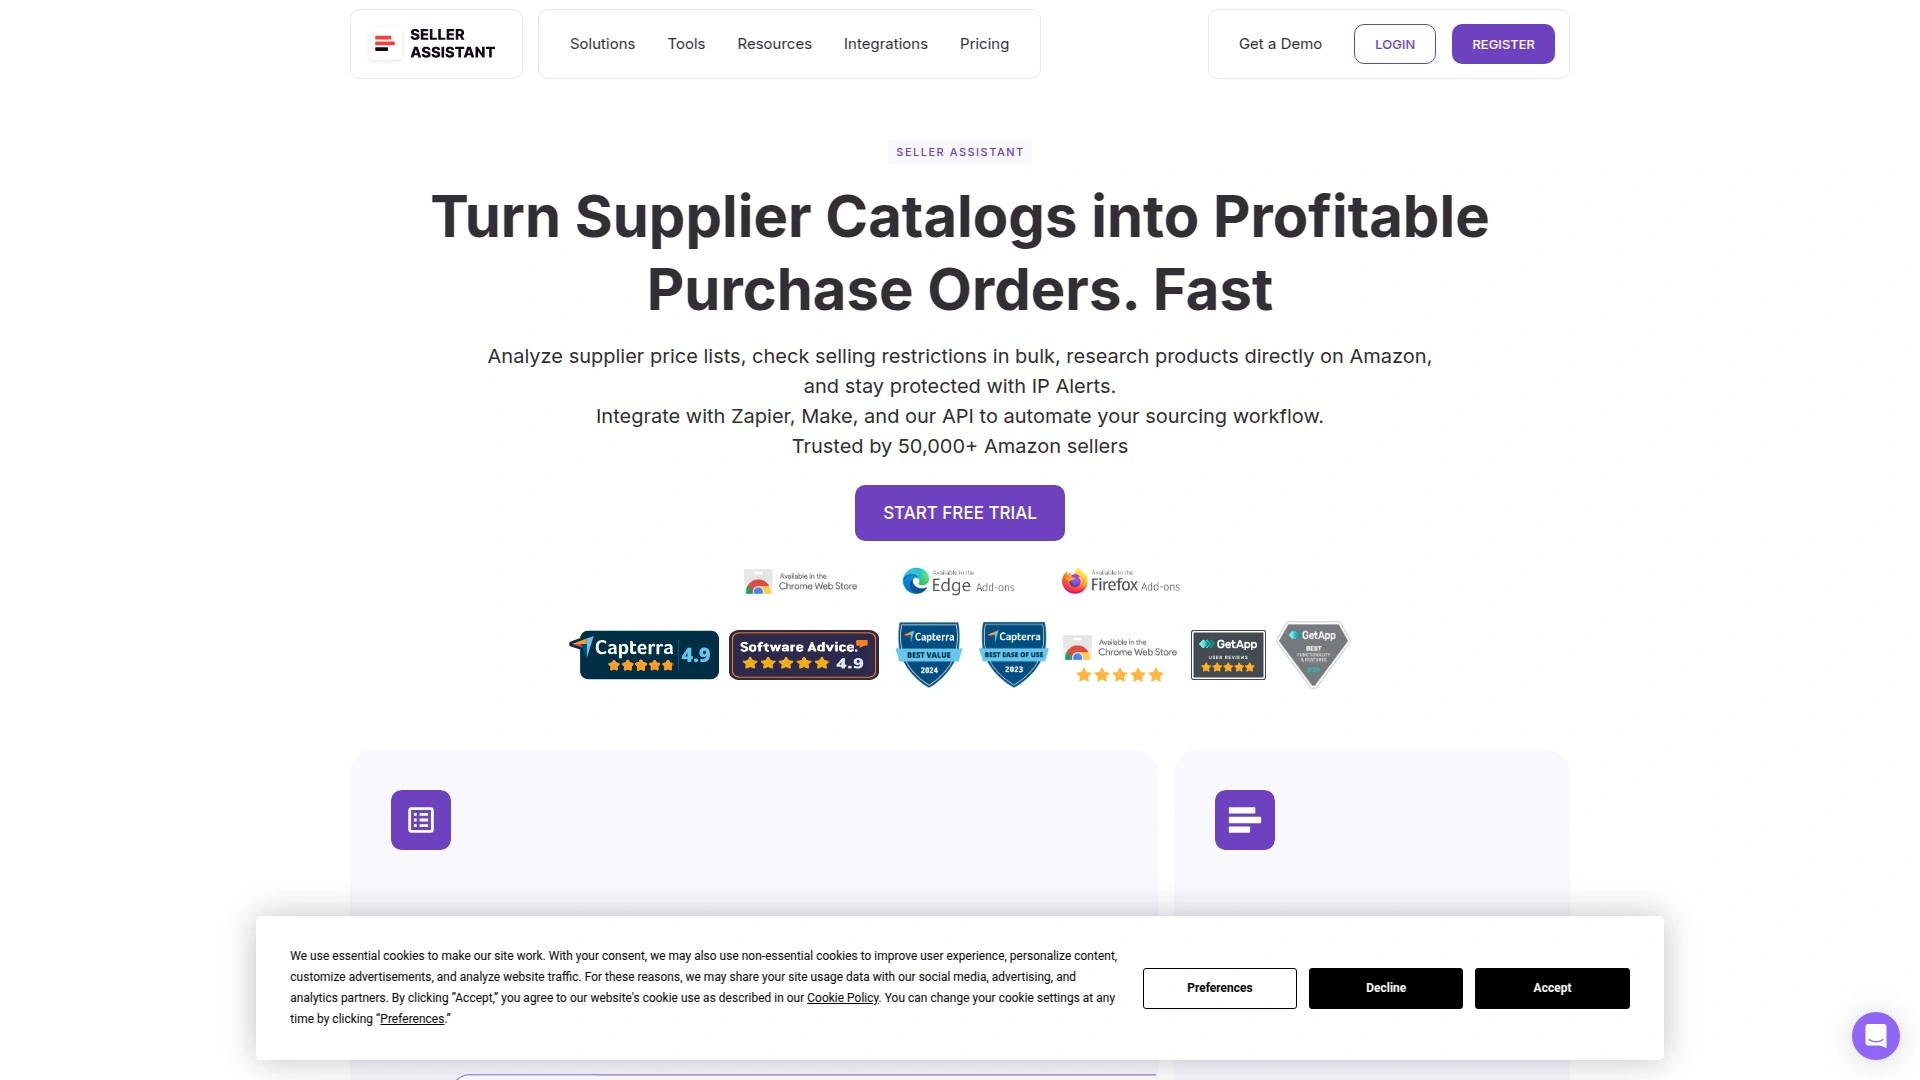 SELLER
ASSISTANT
Solutions
Tools
Resources
Integrations
Pricing
Get a Demo
LOGIN
REGISTER
SELLER ASSISTANT
Turn Supplier Catalogs into Profitable
Purchase Orders. Fast
Analyze supplier price lists, check selling restrictions in bulk, research products directly on Amazon,
and stay protected with IP Alerts.
Integrate with Zapier, Make, and our API to automate your sourcing workflow.
Trusted by 50,000+ Amazon sellers
START FREE TRIAL
Available in the
Chrome Web Store
Available in the
Edge Add-ons
Available in the
Firefox Add-ons
Capterra 4.9
Software Advice.
4.9
Capterra
BEST VALUE
2024
Capterra
BEST EASE OF USE
2023
Available in the
Chrome Web Store
GetApp
USER REVIEWS
GetApp
BEST
FUNCTIONALITY
& FEATURES
We use essential cookies to make our site work. With your consent, we may also use non-essential cookies to improve user experience, personalize content,
customize advertisements, and analyze website traffic. For these reasons, we may share your site usage data with our social media, advertising, and
analytics partners. By clicking “Accept,” you agree to our website's cookie use as described in our Cookie Policy. You can change your cookie settings at any
time by clicking “Preferences.”
Preferences
Decline
Accept